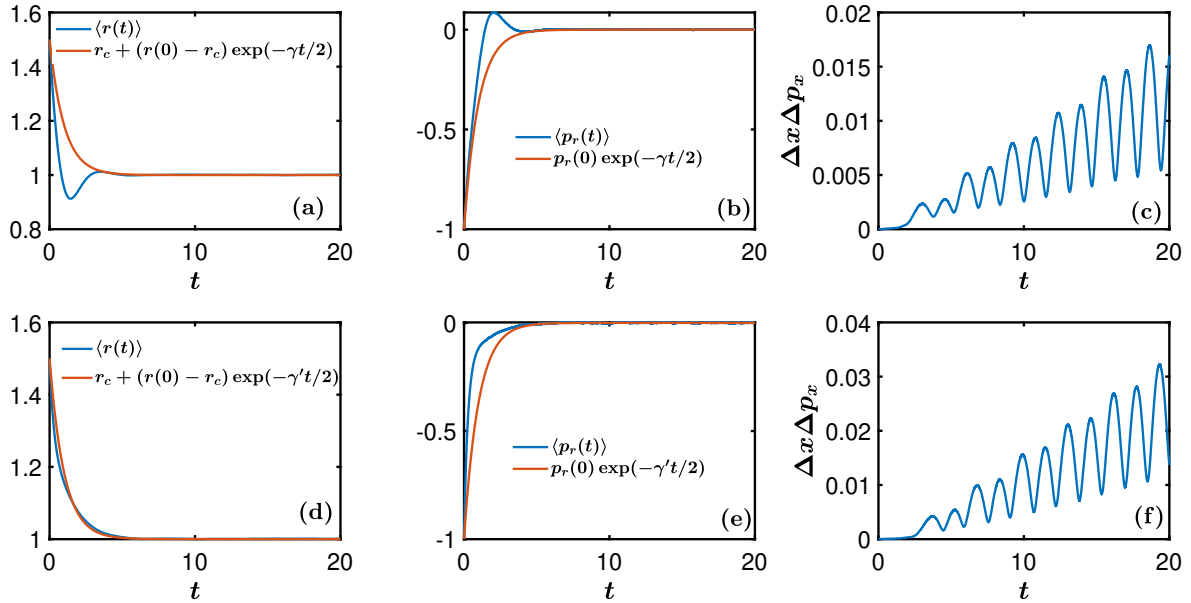 1.6
1.4
1.2
1
0.8
⟨r(t)⟩
r_c + (r(0) − r_c) exp(−γt/2)
(a)
0 10 20
t
0
-0.5
-1
⟨p_r(t)⟩
p_r(0) exp(−γt/2)
(b)
0 10 20
t
0.02
0.015
0.01
0.005
0
Δx Δp_x
(c)
0 10 20
t
1.6
1.4
1.2
1
⟨r(t)⟩
r_c + (r(0) − r_c) exp(−γ′t/2)
(d)
0 10 20
t
0
-0.5
-1
⟨p_r(t)⟩
p_r(0) exp(−γ′t/2)
(e)
0 10 20
t
0.04
0.03
0.02
0.01
0
Δx Δp_x
(f)
0 10 20
t